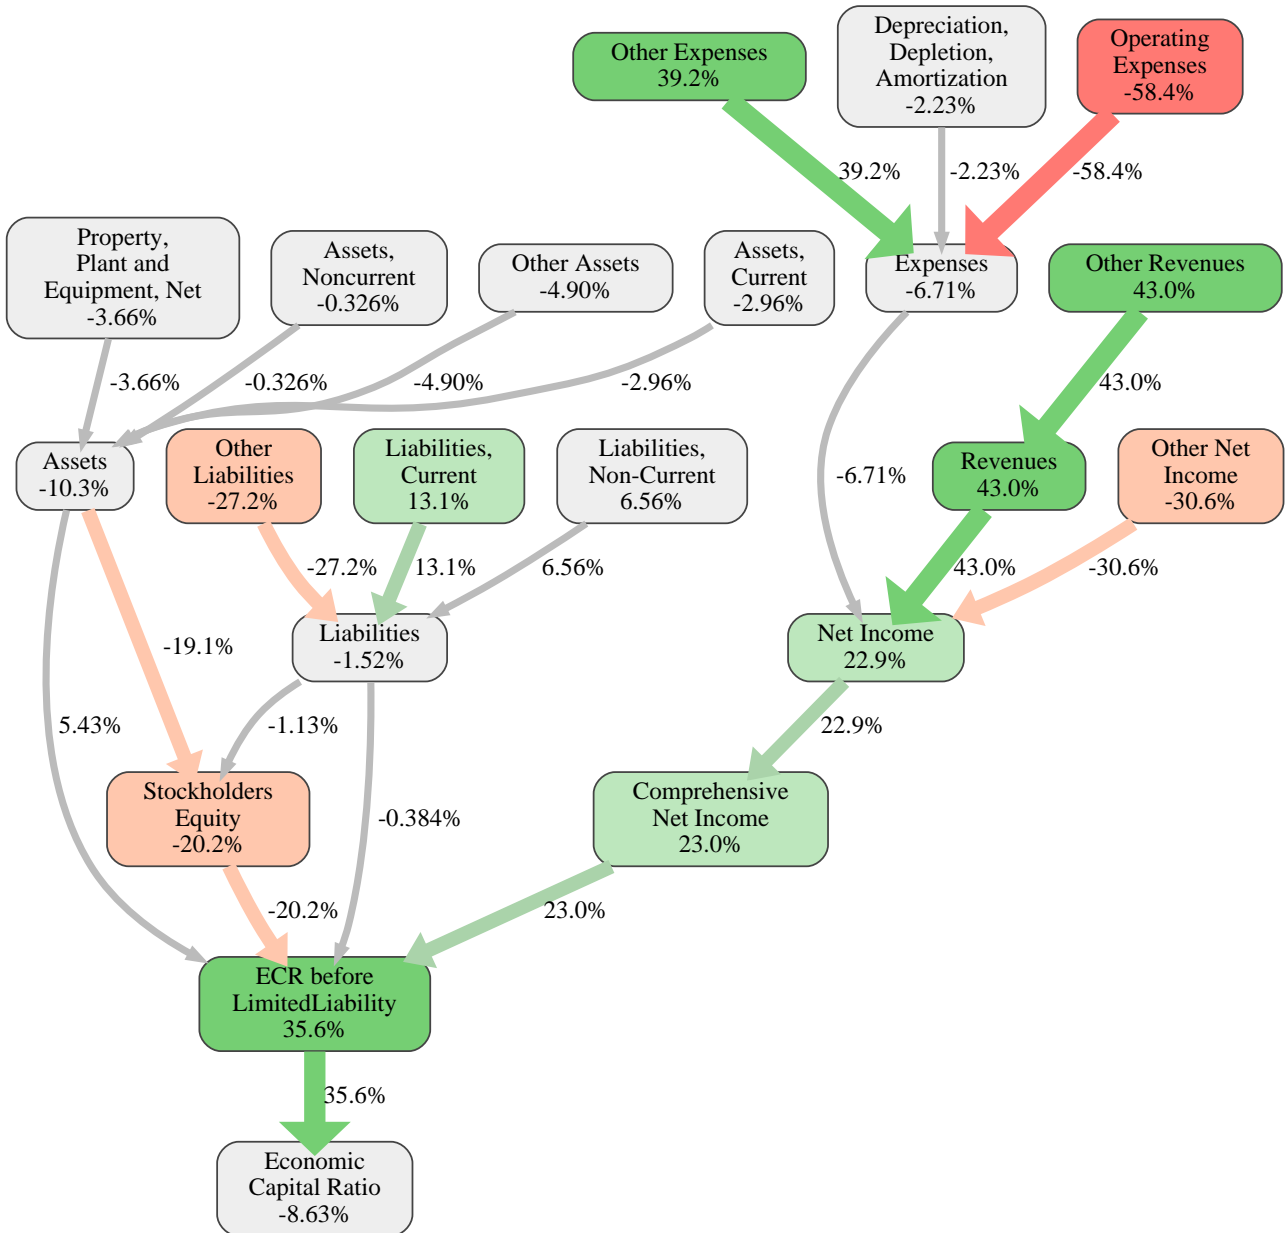 Other Expenses
39.2%
Depreciation,
Depletion,
Amortization
-2.23%
Operating
Expenses
-58.4%
39.2%
-2.23%
-58.4%
Property,
Plant and
Equipment, Net
-3.66%
Assets,
Noncurrent
-0.326%
Other Assets
-4.90%
Assets,
Current
-2.96%
Expenses
-6.71%
Other Revenues
43.0%
-3.66%
-0.326%
-4.90%
-2.96%
43.0%
Assets
-10.3%
Other
Liabilities
-27.2%
Liabilities,
Current
13.1%
Liabilities,
Non-Current
6.56%
-6.71%
Revenues
43.0%
Other Net
Income
-30.6%
-27.2%
13.1%
6.56%
43.0%
-30.6%
-19.1%
Liabilities
-1.52%
Net Income
22.9%
5.43%
-1.13%
22.9%
Stockholders
Equity
-20.2%
-0.384%
Comprehensive
Net Income
23.0%
-20.2%
23.0%
ECR before
LimitedLiability
35.6%
35.6%
Economic
Capital Ratio
-8.63%